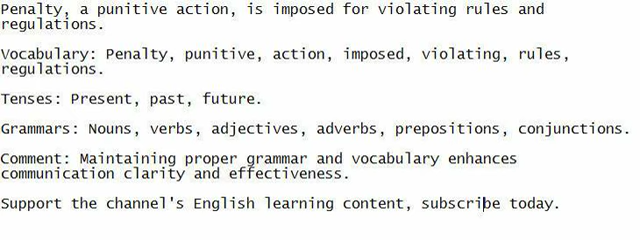 Penalty, a punitive action, is imposed for violating rules and
regulations.
Vocabulary: Penalty, punitive, action, imposed, violating, rules,
regulations.
Tenses: Present, past, future.
Grammars: Nouns, verbs, adjectives, adverbs, prepositions, conjunctions.
Comment: Maintaining proper grammar and vocabulary enhances
communication clarity and effectiveness.
Support the channel's English learning content, subscribe today.